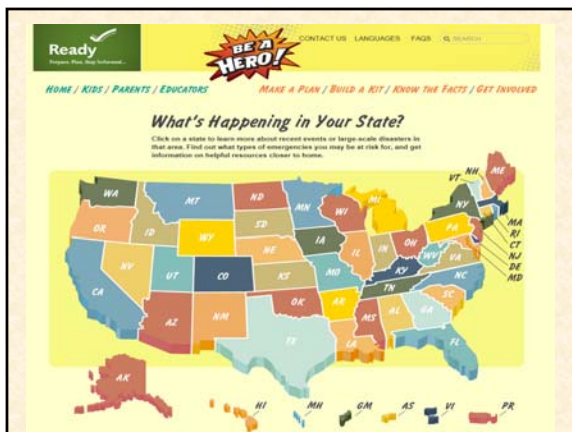 Ready
Prepare. Plan. Stay Informed.
BE A HERO!
CONTACT US LANGUAGES FAQS SEARCH
HOME / KIDS / PARENTS / EDUCATORS
MAKE A PLAN / BUILD A KIT / KNOW THE FACTS / GET INVOLVED
What's Happening in Your State?
Click on a state to learn more about recent events or large-scale disasters in
that area. Find out what types of emergencies you may be at risk for, and get
information on helpful resources closer to home.
WA MT ND MN WI MI VT NH ME
OR ID WY SD IA NY MA
RI
CT
NJ
DE
MD
NV UT CO NE IL IN OH PA WV VA
CA KS MO KY TN NC
AZ NM OK AR MS AL GA SC
TX LA FL
AK HI MH GM AS VI PR